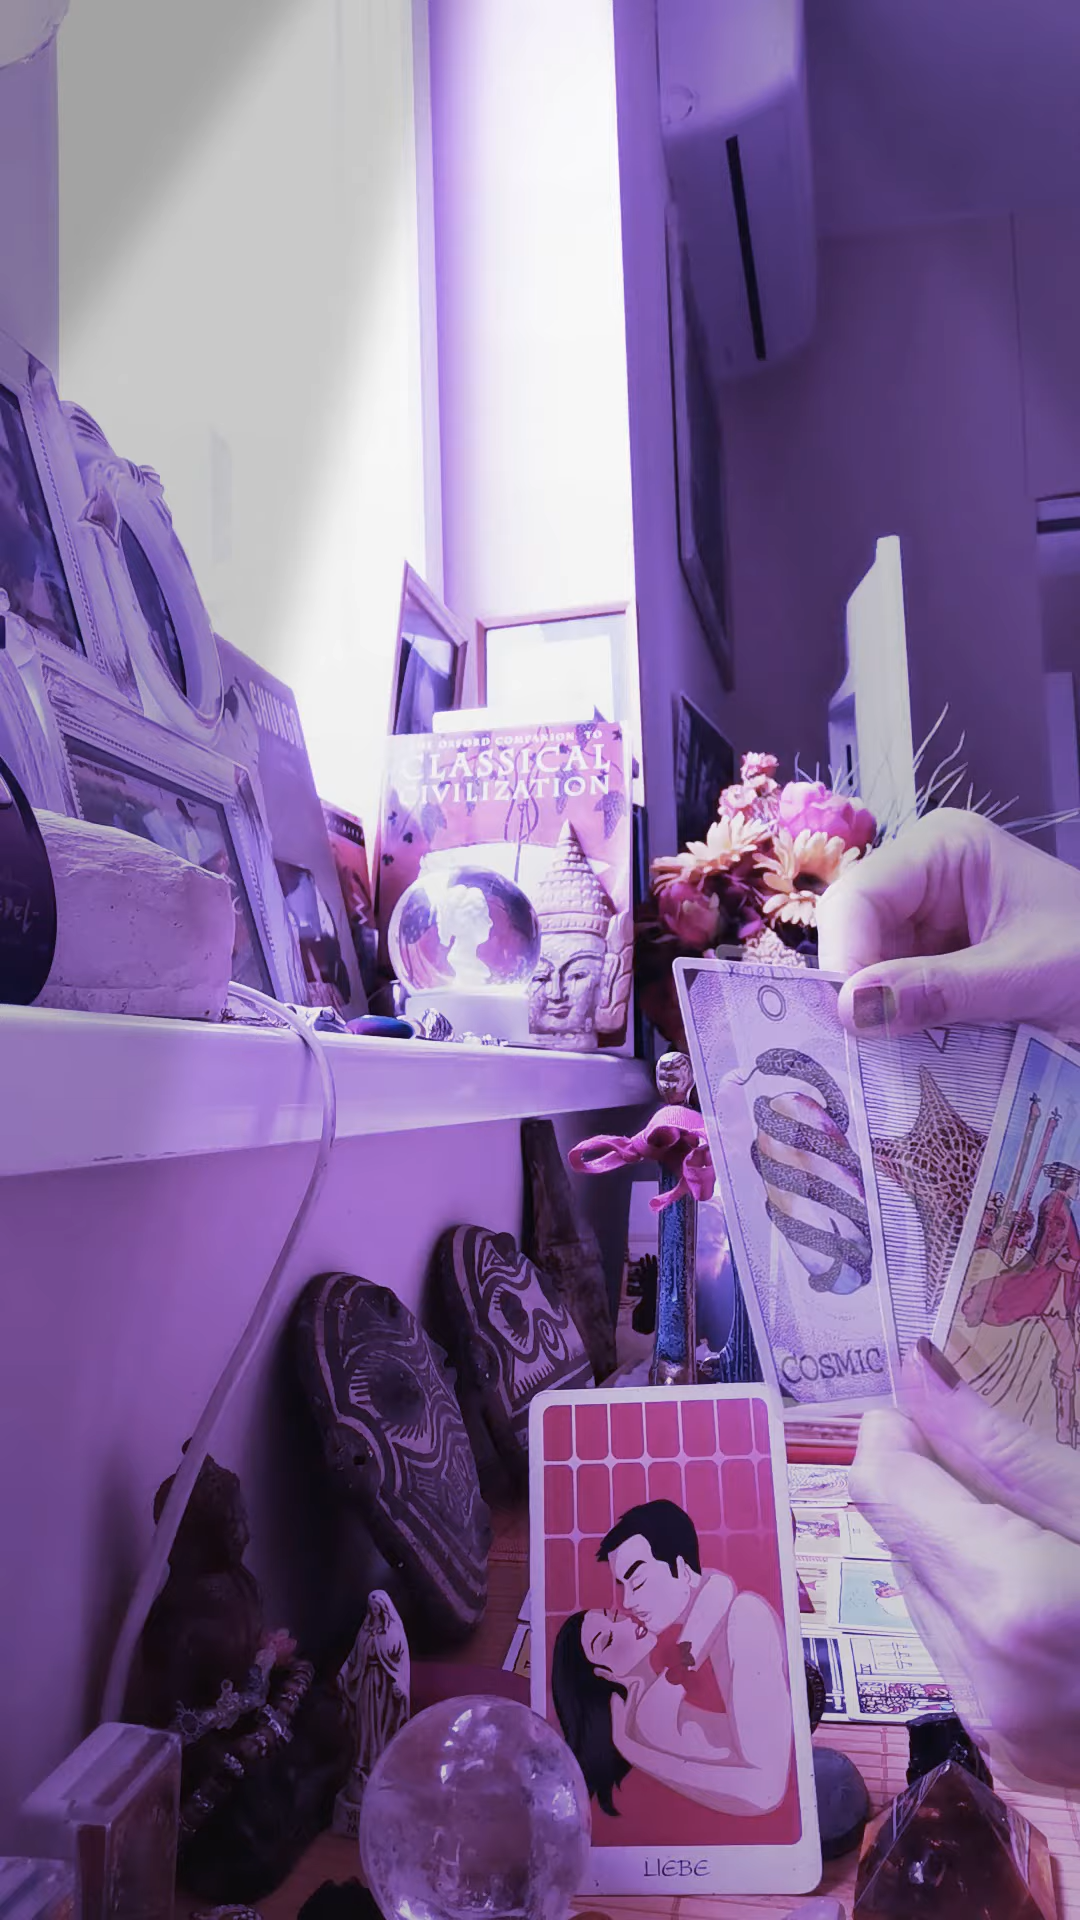 SHUNGA
THE OXFORD COMPANION TO
CLASSICAL
CIVILIZATION
COSMIC
LIEBE